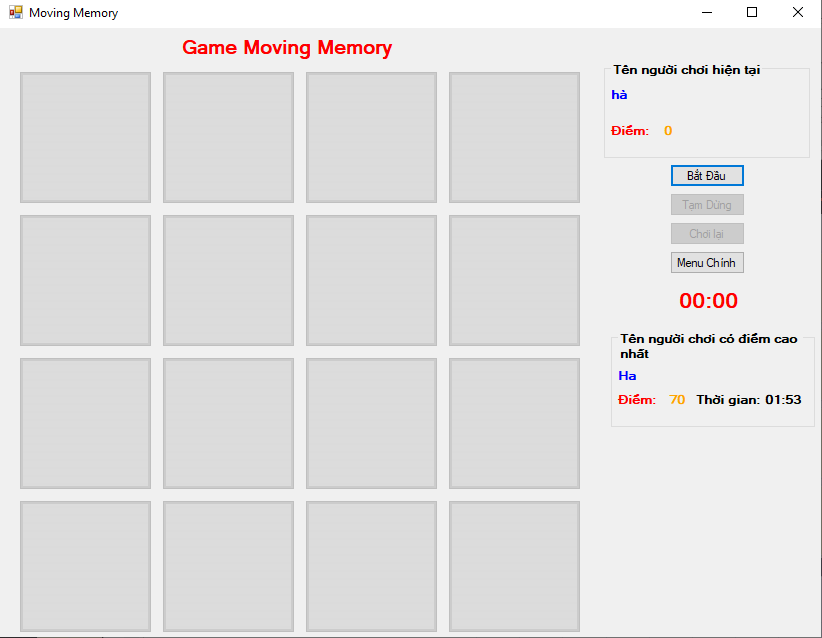 Moving Memory
Game Moving Memory
Tên người chơi hiện tại
hà
Điểm: 0
Bắt Đầu
Tạm Dừng
Chơi lại
Menu Chính
00:00
Tên người chơi có điểm cao
nhất
Ha
Điểm: 70 Thời gian: 01:53